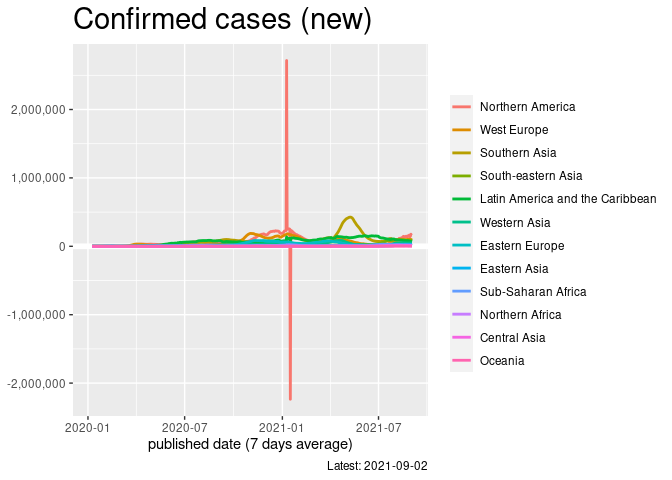 Confirmed cases (new)
2,000,000
1,000,000
0
-1,000,000
-2,000,000
2020-01
2020-07
2021-01
2021-07
published date (7 days average)
Latest: 2021-09-02
Northern America
West Europe
Southern Asia
South-eastern Asia
Latin America and the Caribbean
Western Asia
Eastern Europe
Eastern Asia
Sub-Saharan Africa
Northern Africa
Central Asia
Oceania